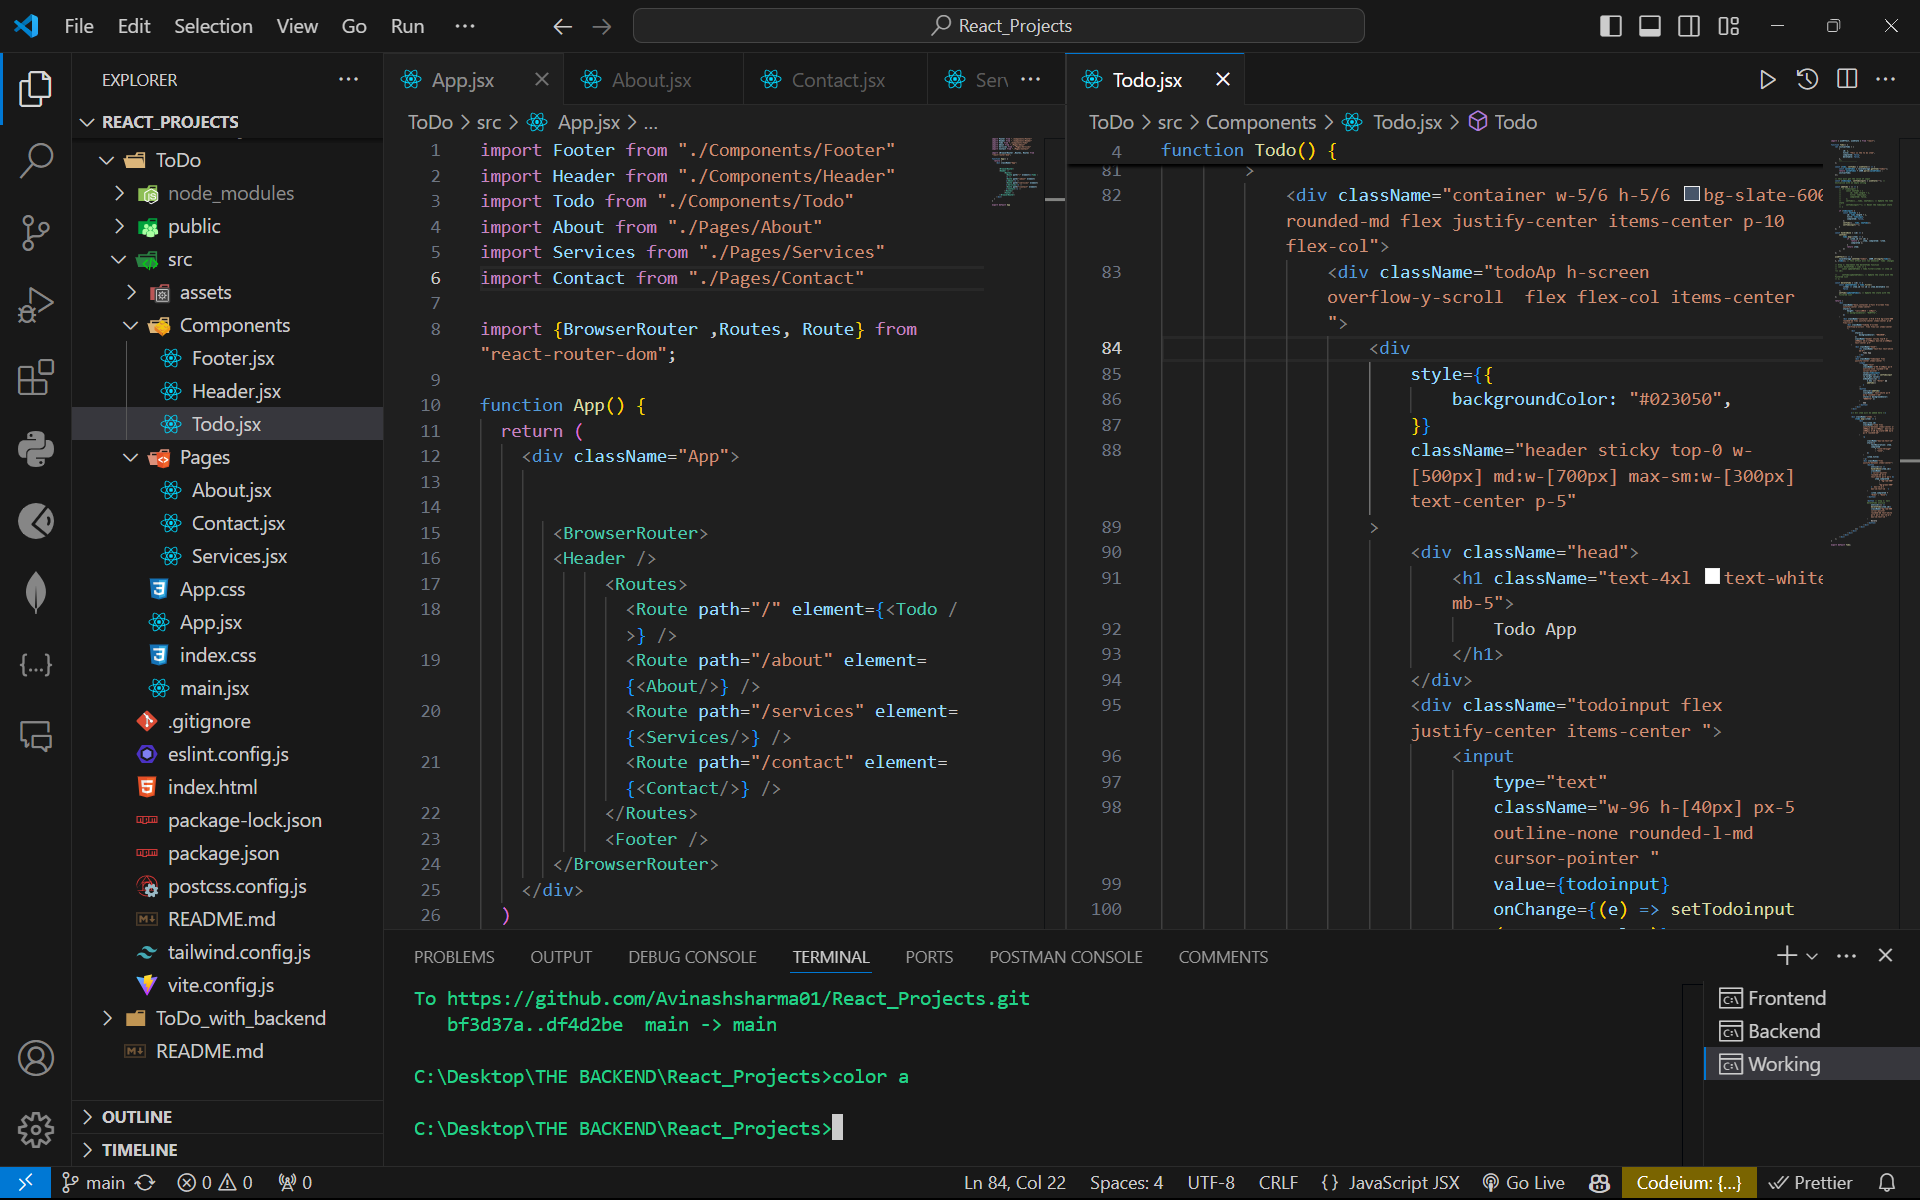 File Edit Selection View Go Run ···
React_Projects
EXPLORER ···
REACT_PROJECTS
ToDo
node_modules
public
src
assets
Components
Footer.jsx
Header.jsx
Todo.jsx
Pages
About.jsx
Contact.jsx
Services.jsx
App.css
App.jsx
index.css
main.jsx
.gitignore
eslint.config.js
index.html
package-lock.json
package.json
postcss.config.js
README.md
tailwind.config.js
vite.config.js
ToDo_with_backend
README.md
OUTLINE
TIMELINE
App.jsx About.jsx Contact.jsx Serv ···
ToDo > src > App.jsx > ...
1 import Footer from "./Components/Footer"
2 import Header from "./Components/Header"
3 import Todo from "./Components/Todo"
4 import About from "./Pages/About"
5 import Services from "./Pages/Services"
6 import Contact from "./Pages/Contact"
7
8 import {BrowserRouter ,Routes, Route} from
"react-router-dom";
9
10 function App() {
11 return (
12 <div className="App">
13
14
15 <BrowserRouter>
16 <Header />
17 <Routes>
18 <Route path="/" element={<Todo /
>} />
19 <Route path="/about" element=
{<About/>} />
20 <Route path="/services" element=
{<Services/>} />
21 <Route path="/contact" element=
{<Contact/>} />
22 </Routes>
23 <Footer />
24 </BrowserRouter>
25 </div>
26 )
Todo.jsx
ToDo > src > Components > Todo.jsx > Todo
4 function Todo() {
81 >
82 <div className="container w-5/6 h-5/6 bg-slate-600
rounded-md flex justify-center items-center p-10
flex-col">
83 <div className="todoAp h-screen
overflow-y-scroll  flex flex-col items-center
">
84 <div
85 style={{
86 backgroundColor: "#023050",
87 }}
88 className="header sticky top-0 w-
[500px] md:w-[700px] max-sm:w-[300px]
text-center p-5"
89 >
90 <div className="head">
91 <h1 className="text-4xl text-white
mb-5">
92 Todo App
93 </h1>
94 </div>
95 <div className="todoinput flex
justify-center items-center ">
96 <input
97 type="text"
98 className="w-96 h-[40px] px-5
outline-none rounded-l-md
cursor-pointer "
99 value={todoinput}
100 onChange={(e) => setTodoinput
PROBLEMS OUTPUT DEBUG CONSOLE TERMINAL PORTS POSTMAN CONSOLE COMMENTS
To https://github.com/Avinashsharma01/React_Projects.git
bf3d37a..df4d2be  main -> main
C:\Desktop\THE BACKEND\React_Projects>color a
C:\Desktop\THE BACKEND\React_Projects>
Frontend
Backend
Working
main 0 0 0 Ln 84, Col 22 Spaces: 4 UTF-8 CRLF {} JavaScript JSX Go Live Codeium: {...} Prettier